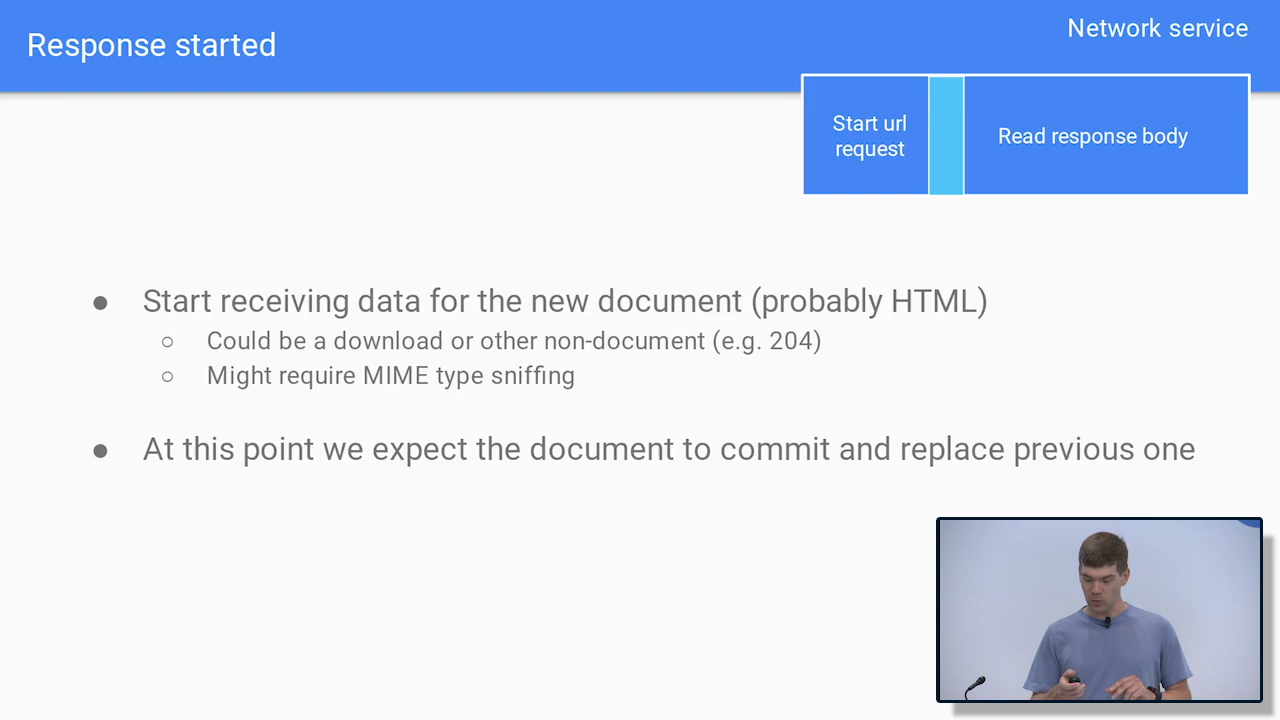 Response started
Network service
Start url
request
Read response body
● Start receiving data for the new document (probably HTML)
○ Could be a download or other non-document (e.g. 204)
○ Might require MIME type sniffing
● At this point we expect the document to commit and replace previous one